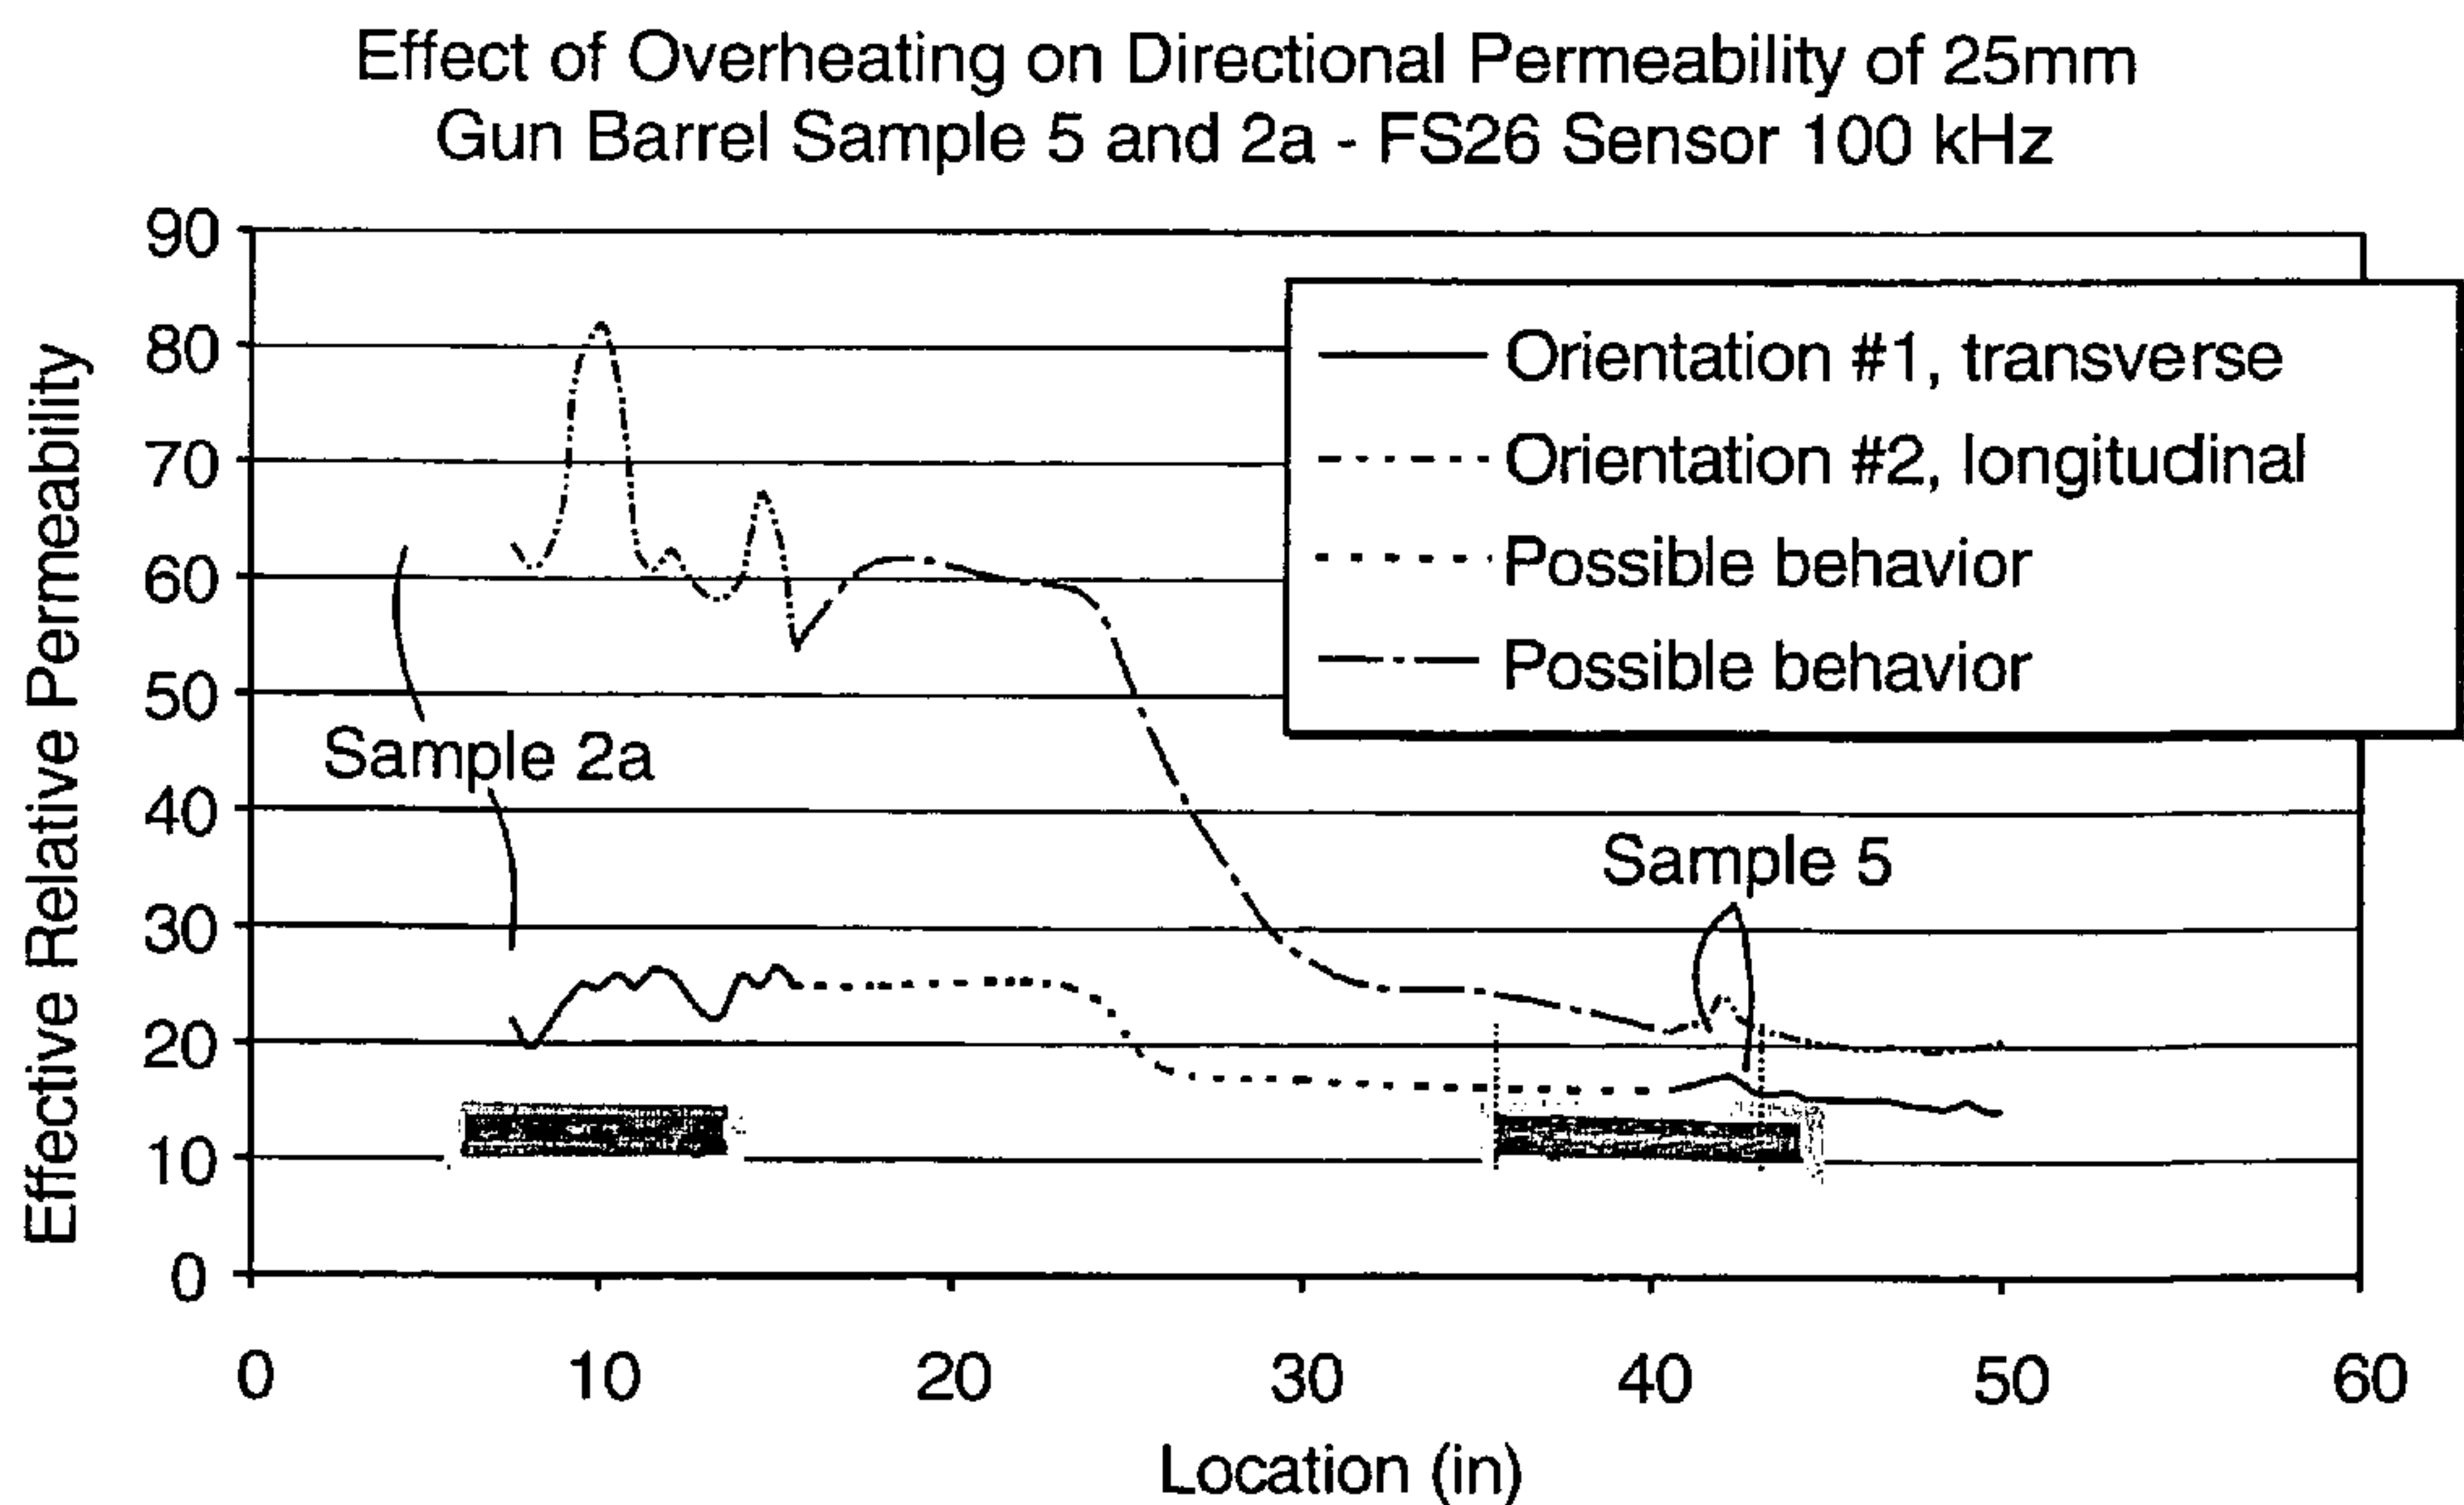 Effect of Overheating on Directional Permeability of 25mm
Gun Barrel Sample 5 and 2a - FS26 Sensor 100 kHz
Effective Relative Permeability
90
80
70
60
50
40
30
20
10
0
Orientation #1, transverse
Orientation #2, longitudinal
Possible behavior
Possible behavior
Sample 2a
Sample 5
0 10 20 30 40 50 60
Location (in)